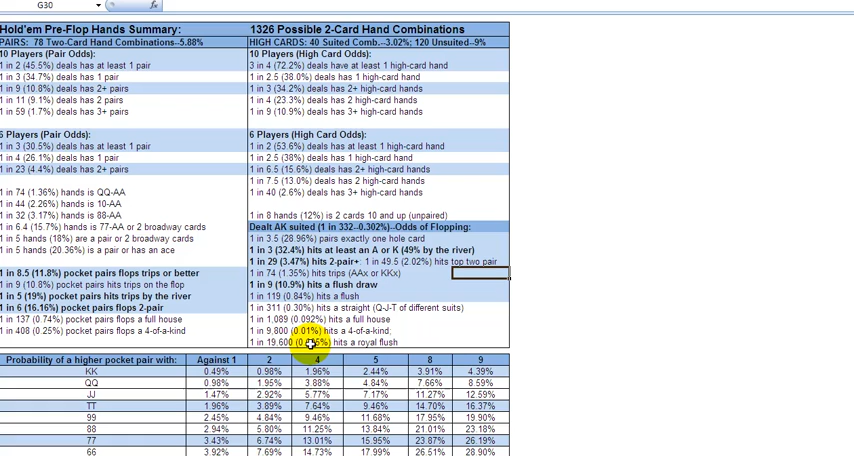 G30
fx
Hold'em Pre-Flop Hands Summary:
PAIRS: 78 Two-Card Hand Combinations--5.88%
10 Players (Pair Odds):
1 in 2 (45.5%) deals has at least 1 pair
1 in 3 (34.7%) deals has 1 pair
1 in 9 (10.8%) deals has 2+ pairs
1 in 11 (9.1%) deals has 2 pairs
1 in 59 (1.7%) deals has 3+ pairs
6 Players (Pair Odds):
1 in 3 (30.5%) deals has at least 1 pair
1 in 4 (26.1%) deals has 1 pair
1 in 23 (4.4%) deals has 2+ pairs
1 in 74 (1.36%) hands is QQ-AA
1 in 44 (2.26%) hands is 10-AA
1 in 32 (3.17%) hands is 88-AA
1 in 6.4 (15.7%) hands is 77-AA or 2 broadway cards
1 in 5 hands (18%) are a pair or 2 broadway cards
1 in 5 hands (20.36%) is a pair or has an ace
1 in 8.5 (11.8%) pocket pairs flops trips or better
1 in 9 (10.8%) pocket pairs hits trips on the flop
1 in 5 (19%) pocket pairs hits trips by the river
1 in 6 (16.16%) pocket pairs flops 2-pair
1 in 137 (0.74%) pocket pairs flops a full house
1 in 408 (0.25%) pocket pairs flops a 4-of-a-kind
1326 Possible 2-Card Hand Combinations
HIGH CARDS: 40 Suited Comb.--3.02%; 120 Unsuited--9%
10 Players (High Card Odds):
3 in 4 (72.2%) deals have at least 1 high-card hand
1 in 2.5 (38.0%) deals has 1 high-card hand
1 in 3 (34.2%) deals has 2+ high-card hands
1 in 4 (23.3%) deals has 2 high-card hands
1 in 9 (10.9%) deals has 3+ high-card hands
6 Players (High Card Odds):
1 in 2 (53.6%) deals has at least 1 high-card hand
1 in 2.5 (38%) deals has 1 high-card hand
1 in 6.5 (15.6%) deals has 2+ high-card hands
1 in 7.5 (13.0%) deals has 2 high-card hands
1 in 40 (2.6%) deals has 3+ high-card hands
1 in 8 hands (12%) is 2 cards 10 and up (unpaired)
Dealt AK suited (1 in 332--0.302%)--Odds of Flopping:
1 in 3.5 (28.96%) pairs exactly one hole card
1 in 3 (32.4%) hits at least an A or K (49% by the river)
1 in 29 (3.47%) hits 2-pair+: 1 in 49.5 (2.02%) hits top two pair
1 in 74 (1.35%) hits trips (AAx or KKx)
1 in 9 (10.9%) hits a flush draw
1 in 119 (0.84%) hits a flush
1 in 311 (0.30%) hits a straight (Q-J-T of different suits)
1 in 1,089 (0.092%) hits a full house
1 in 9,800 (0.01%) hits a 4-of-a-kind;
1 in 19.600 hits a royal flush
Probability of a higher pocket pair with: Against 1 2 4 5 8 9
KK 0.49% 0.98% 1.96% 2.44% 3.91% 4.39%
QQ 0.98% 1.95% 3.88% 4.84% 7.66% 8.59%
JJ 1.47% 2.92% 5.77% 7.17% 11.27% 12.59%
TT 1.96% 3.89% 7.64% 9.46% 14.70% 16.37%
99 2.45% 4.84% 9.46% 11.68% 17.95% 19.90%
88 2.94% 5.80% 11.25% 13.84% 21.01% 23.18%
77 3.43% 6.74% 13.01% 15.95% 23.87% 26.19%
66 3.92% 7.69% 14.73% 17.99% 26.51% 28.90%